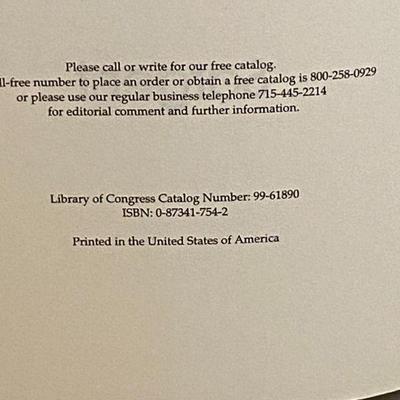 Please call or write for our free catalog.
ll-free number to place an order or obtain a free catalog is 800-258-0929
or please use our regular business telephone 715-445-2214
for editorial comment and further information.
Library of Congress Catalog Number: 99-61890
ISBN: 0-87341-754-2
Printed in the United States of America